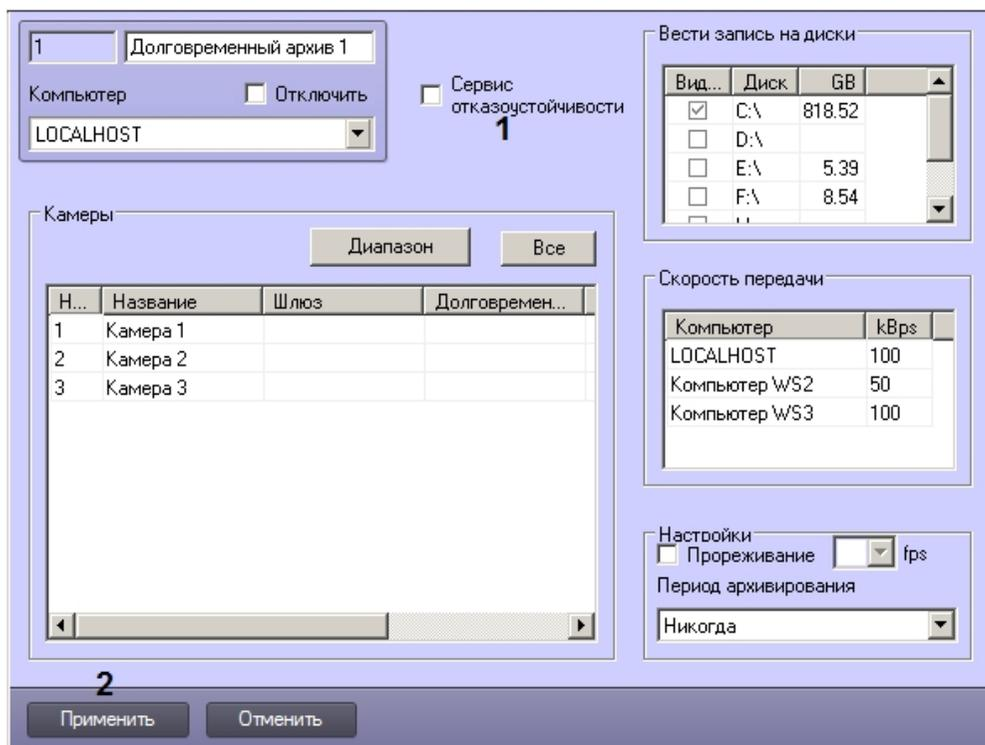 1 Долговременный архив 1
Компьютер Отключить
LOCALHOST
Сервис
отказоустойчивости
1
Вести запись на диски
Вид... Диск GB
C:\ 818.52
D:\
E:\ 5.39
F:\ 8.54
Камеры
Диапазон Все
Н... Название Шлюз Долговремен...
1 Камера 1
2 Камера 2
3 Камера 3
Скорость передачи
Компьютер kBps
LOCALHOST 100
Компьютер WS2 50
Компьютер WS3 100
Настройки
Прореживание fps
Период архивирования
Никогда
2
Применить Отменить